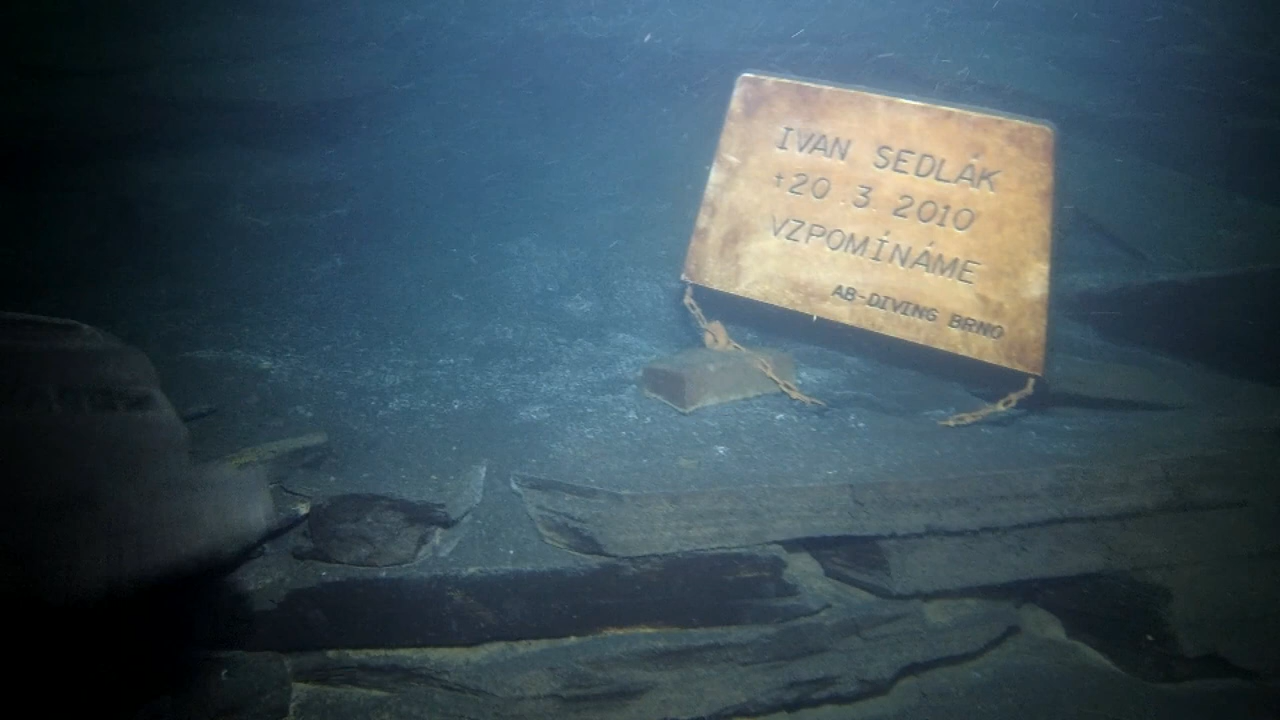 IVAN SEDLÁK
+20.3.2010
VZPOMÍNÁME
AB-DIVING BRNO